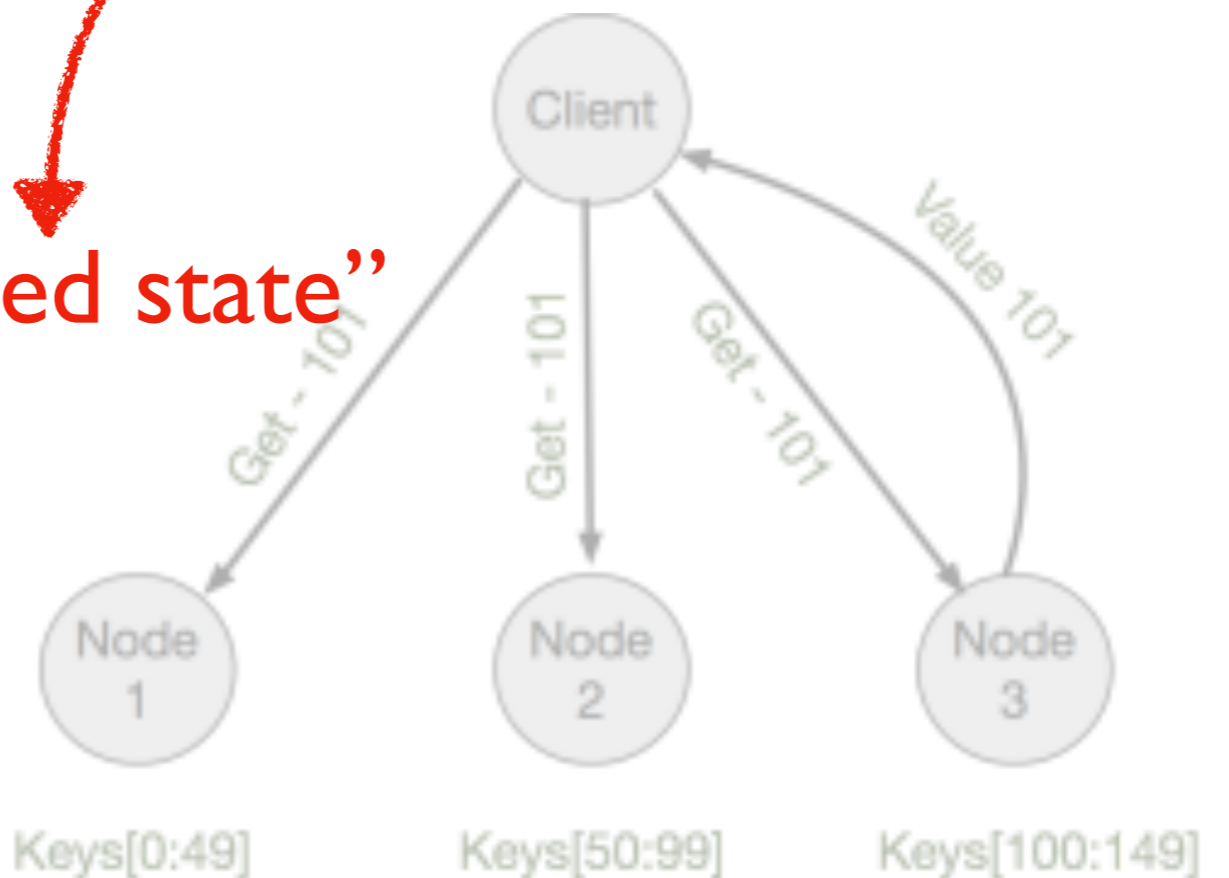 Client
Value 101
ed state”
Get - 101
Get - 101
Get - 101
Node
1
Node
2
Node
3
Keys[0:49]
Keys[50:99]
Keys[100:149]